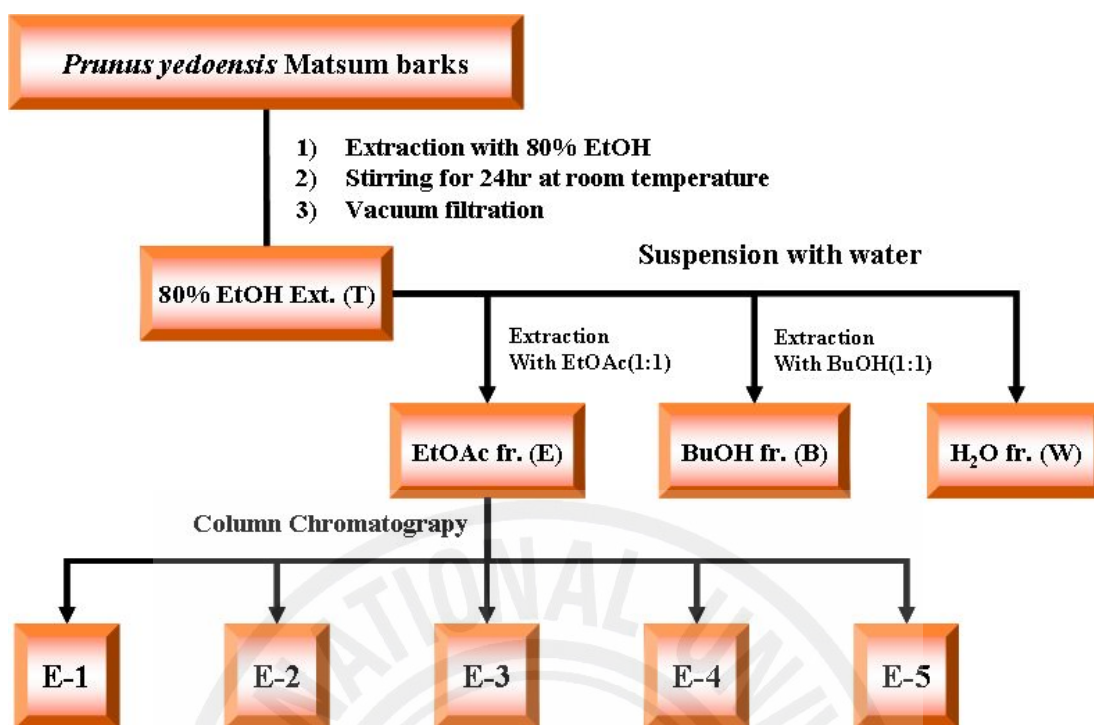 Prunus yedoensis Matsum barks
1) Extraction with 80% EtOH
2) Stirring for 24hr at room temperature
3) Vacuum filtration
Suspension with water
80% EtOH Ext. (T)
Extraction
With EtOAc(1:1)
Extraction
With BuOH(1:1)
EtOAc fr. (E)
BuOH fr. (B)
H₂O fr. (W)
Column Chromatograpy
NATIONAL UNI
E-1
E-2
E-3
E-4
E-5